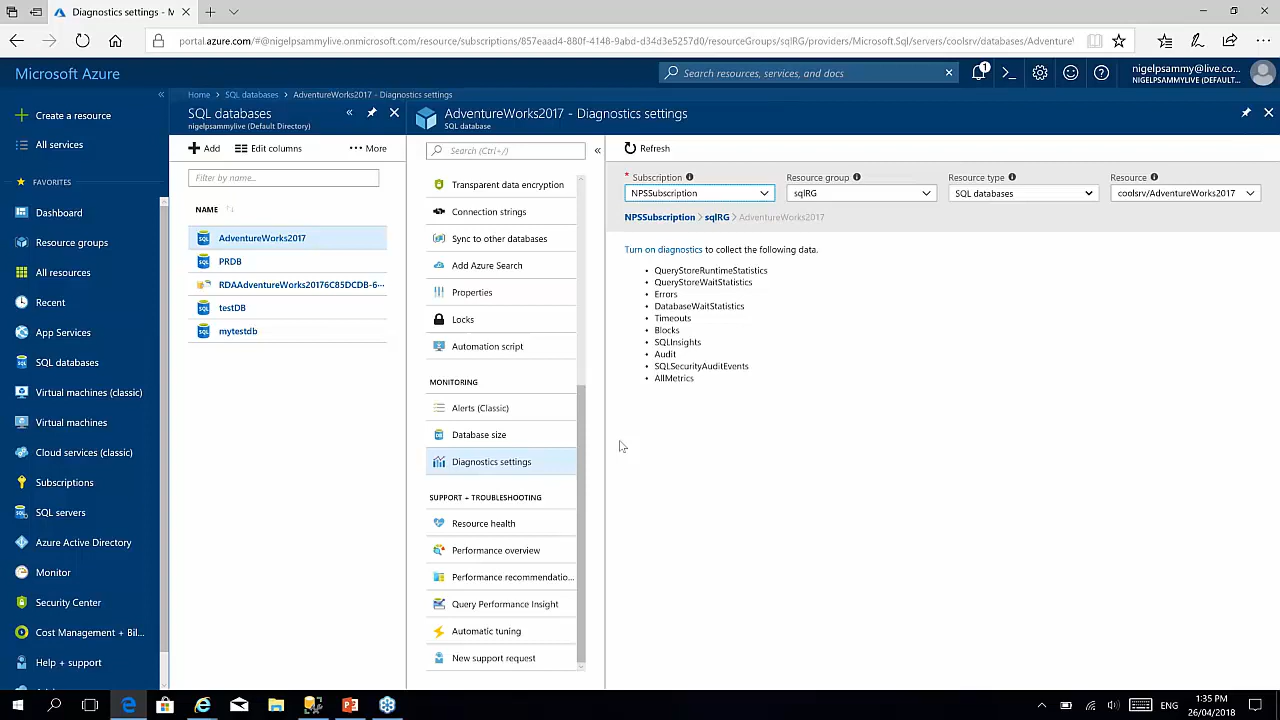 Diagnostics settings - M
portal.azure.com/#@nigelpsammylive.onmicrosoft.com/resource/subscriptions/857eaad4-880f-4148-9abd-d34d3e5257d0/resourceGroups/sqlRG/providers/Microsoft.Sql/servers/coolsrv/databases/Adventure
Microsoft Azure
Search resources, services, and docs
1
nigelpsammy@live.co...
NIGELPSAMMYLIVE (DEFAULT...
Home > SQL databases > AdventureWorks2017 - Diagnostics settings
Create a resource
All services
FAVORITES
Dashboard
Resource groups
All resources
Recent
App Services
SQL databases
Virtual machines (classic)
Virtual machines
Cloud services (classic)
Subscriptions
SQL servers
Azure Active Directory
Monitor
Security Center
Cost Management + Bil...
Help + support
SQL databases
nigelpsammylive (Default Directory)
Add
Edit columns
More
Filter by name...
NAME
AdventureWorks2017
PRDB
RDAAdventureWorks20176C85DCDB-6···
testDB
mytestdb
AdventureWorks2017 - Diagnostics settings
SQL database
Search (Ctrl+/)
Transparent data encryption
Connection strings
Sync to other databases
Add Azure Search
Properties
Locks
Automation script
MONITORING
Alerts (Classic)
Database size
Diagnostics settings
SUPPORT + TROUBLESHOOTING
Resource health
Performance overview
Performance recommendatio...
Query Performance Insight
Automatic tuning
New support request
Refresh
* Subscription
NPSSubscription
Resource group
sqlRG
Resource type
SQL databases
Resource
coolsrv/AdventureWorks2017
NPSSubscription > sqlRG > AdventureWorks2017
Turn on diagnostics to collect the following data.
• QueryStoreRuntimeStatistics
• QueryStoreWaitStatistics
• Errors
• DatabaseWaitStatistics
• Timeouts
• Blocks
• SQLInsights
• Audit
• SQLSecurityAuditEvents
• AllMetrics
ENG
1:35 PM
26/04/2018